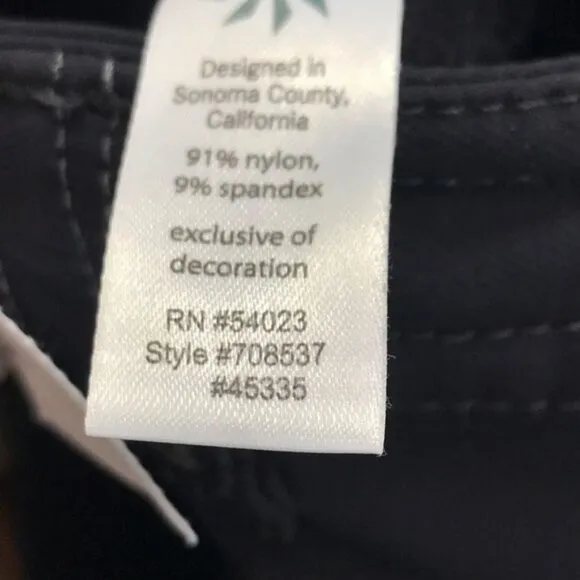 Designed in
Sonoma County,
California
91% nylon,
9% spandex
exclusive of
decoration
RN #54023
Style #708537
#45335